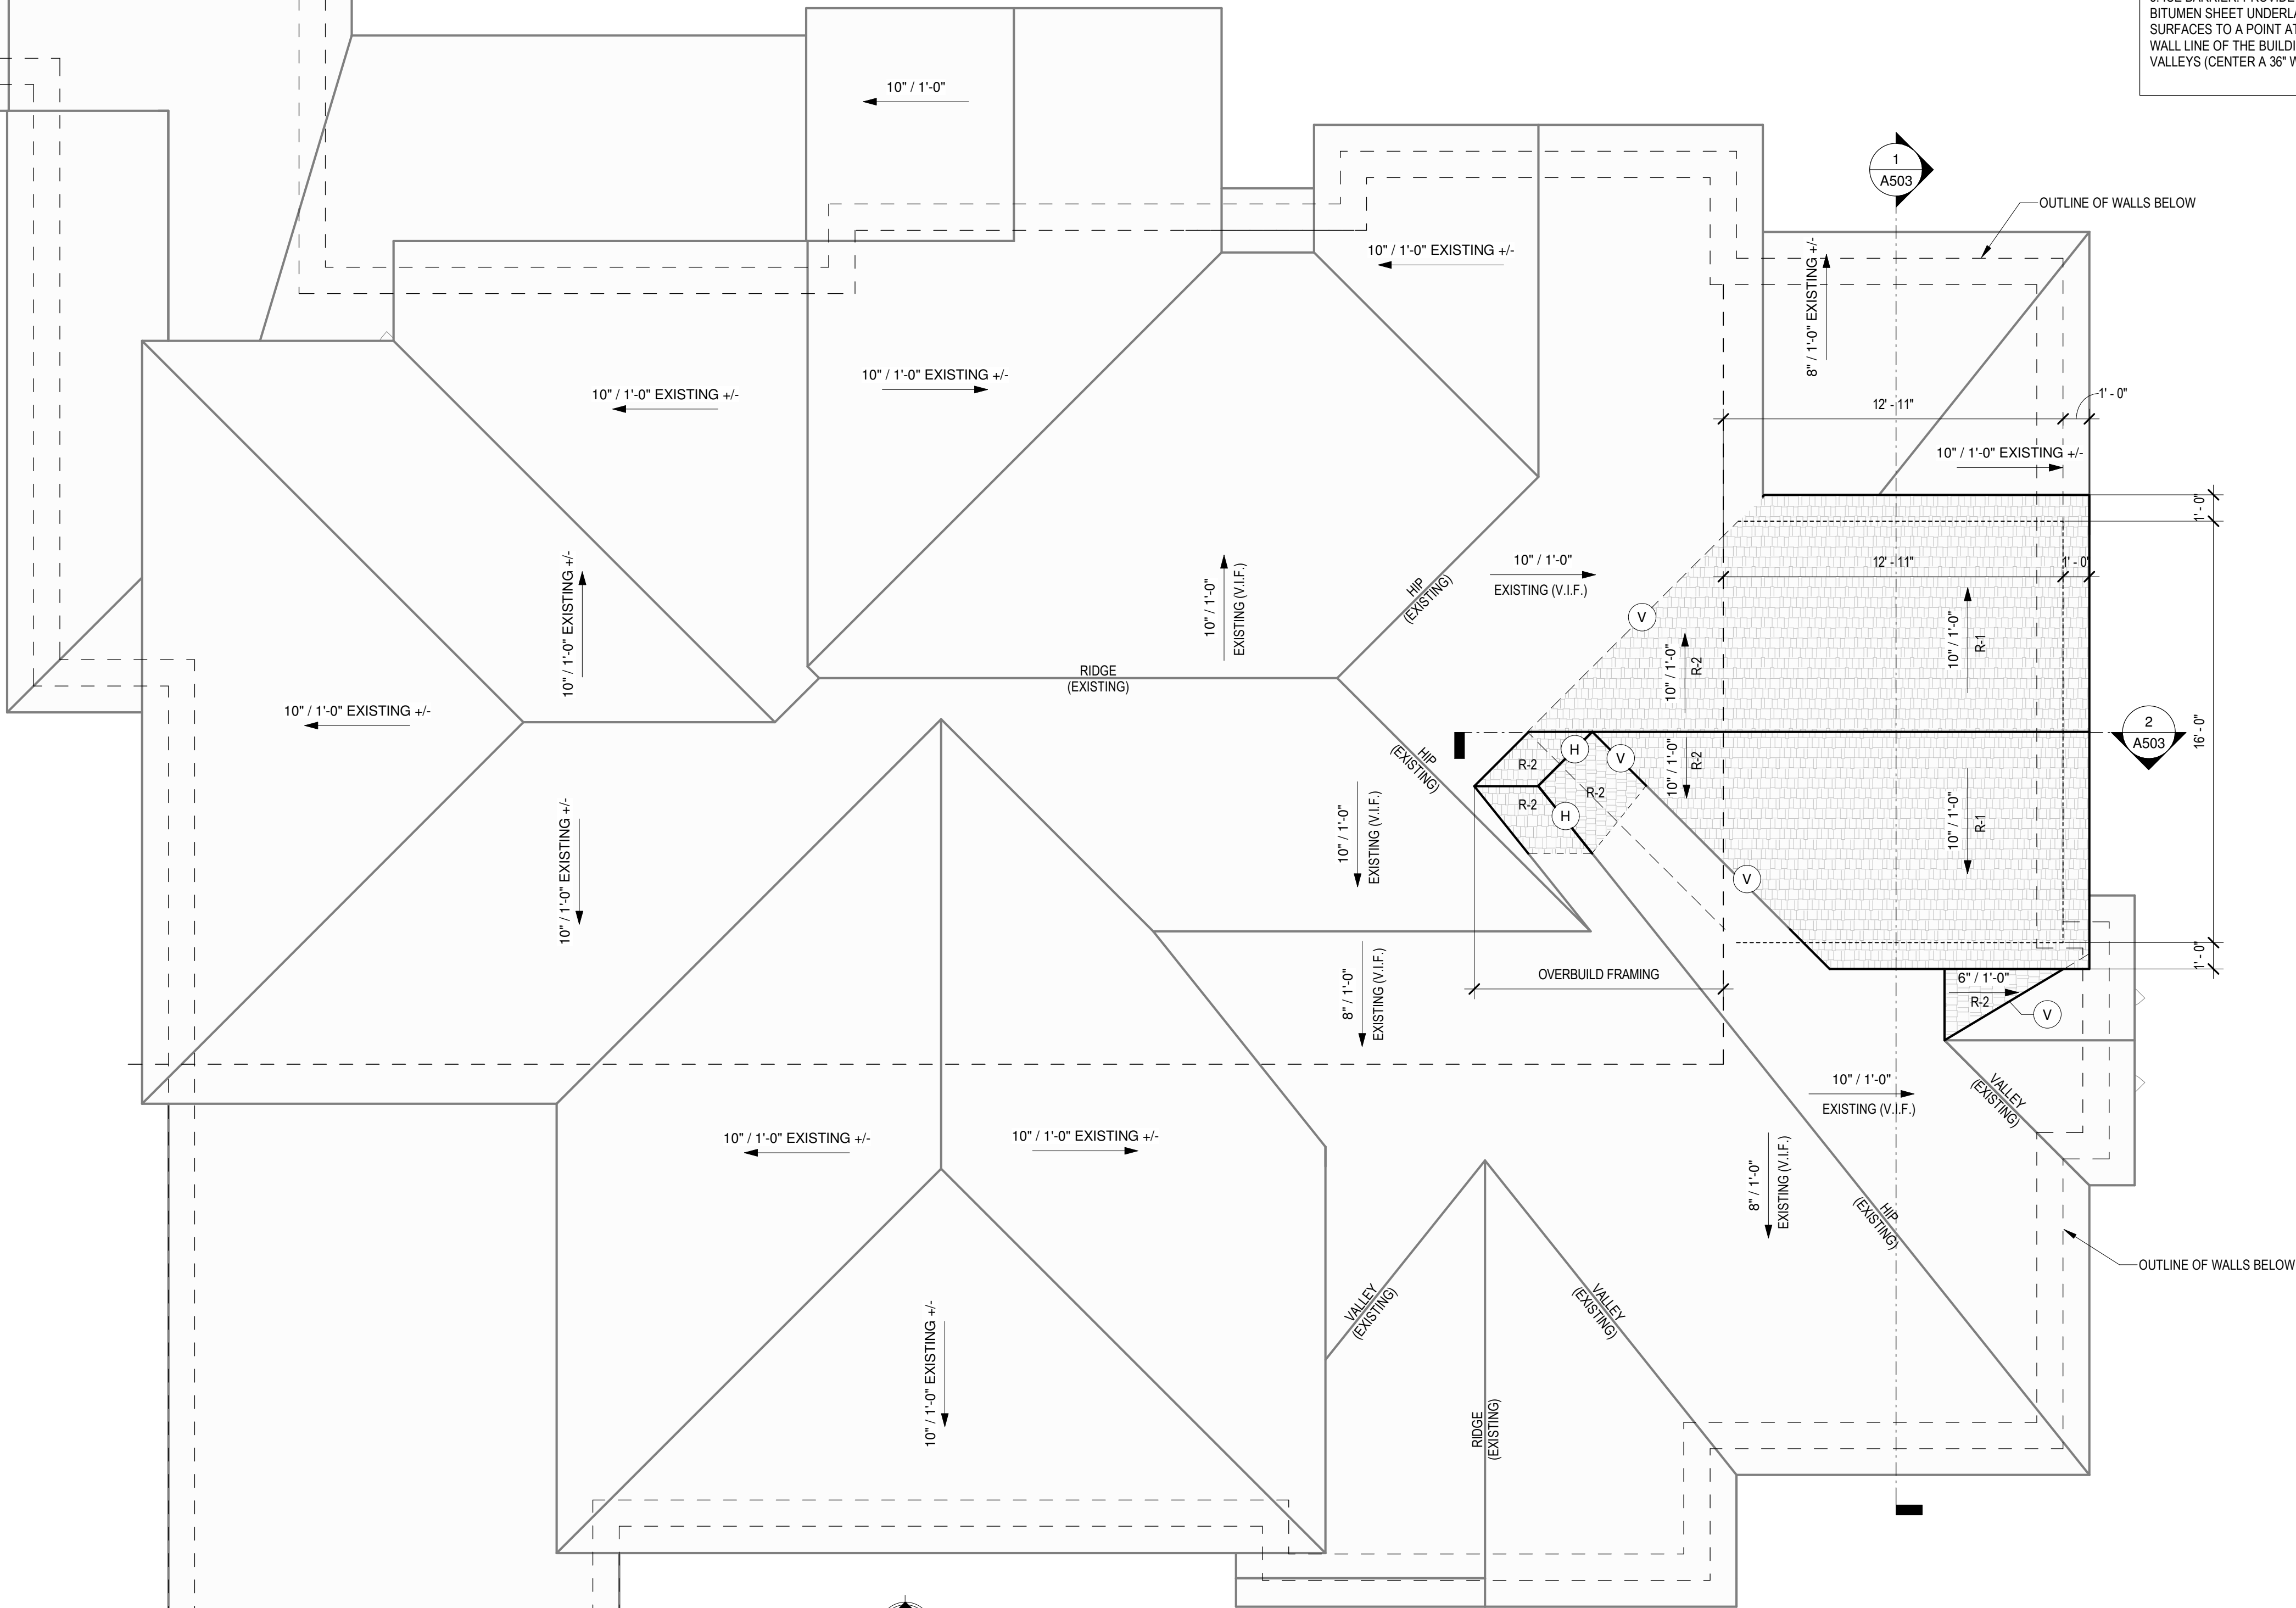 BITUMEN SHEET UNDERLA
SURFACES TO A POINT AT
WALL LINE OF THE BUILDI
VALLEYS (CENTER A 36" W
10" / 1'-0"
1
A503
OUTLINE OF WALLS BELOW
10" / 1'-0" EXISTING +/-
8" / 1'-0" EXISTING +/-
10" / 1'-0" EXISTING +/-
10" / 1'-0" EXISTING +/-
12' - 11"
1' - 0"
10" / 1'-0" EXISTING +/-
1' - 0"
10" / 1'-0" EXISTING +/-
10" / 1'-0"
EXISTING (V.I.F.)
HIP
(EXISTING)
10" / 1'-0"
EXISTING (V.I.F.)
12' - 11"
1' - 0"
V
10" / 1'-0"
R-2
10" / 1'-0"
R-1
RIDGE
(EXISTING)
10" / 1'-0" EXISTING +/-
2
A503
16' - 0"
HIP
(EXISTING)
H
V
R-2
10" / 1'-0"
R-2
R-2
R-2
H
10" / 1'-0"
R-1
10" / 1'-0" EXISTING +/-
10" / 1'-0"
EXISTING (V.I.F.)
V
1' - 0"
8" / 1'-0"
EXISTING (V.I.F.)
OVERBUILD FRAMING
6" / 1'-0"
R-2
V
10" / 1'-0"
EXISTING (V.I.F.)
VALLEY
(EXISTING)
10" / 1'-0" EXISTING +/-
10" / 1'-0" EXISTING +/-
8" / 1'-0"
EXISTING (V.I.F.)
HIP
(EXISTING)
OUTLINE OF WALLS BELOW
VALLEY
(EXISTING)
VALLEY
(EXISTING)
10" / 1'-0" EXISTING +/-
RIDGE
(EXISTING)